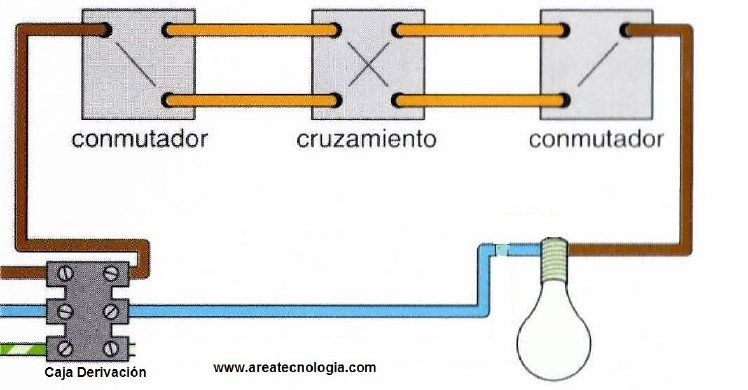 conmutador
cruzamiento
conmutador
Caja Derivación
www.areatecnologia.com